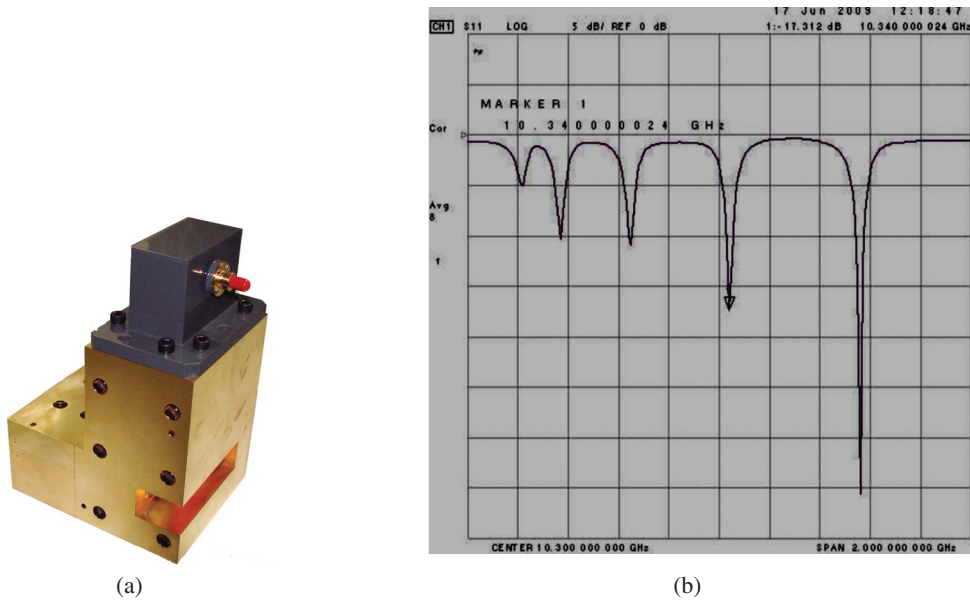 17 Jun 2009 12:18:47
CH1 S11 LOG 5 dB/ REF 0 dB 1:-17.312 dB 10.340 000 024 GHz
MARKER 1
10.340000024 GHz
Cor
Avg
8
CENTER 10.300 000 000 GHz SPAN 2.000 000 000 GHz
(a) (b)